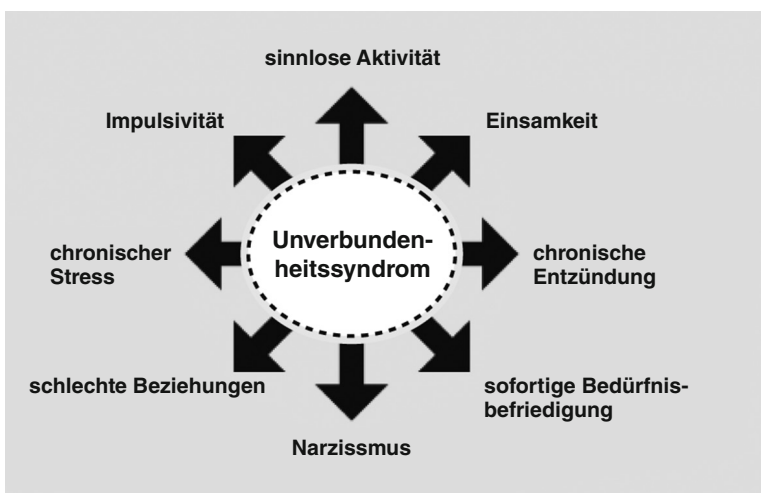 sinnlose Aktivität
Impulsivität
Einsamkeit
Unverbunden-
heitssyndrom
chronischer
Stress
chronische
Entzündung
schlechte Beziehungen
sofortige Bedürfnis-
befriedigung
Narzissmus